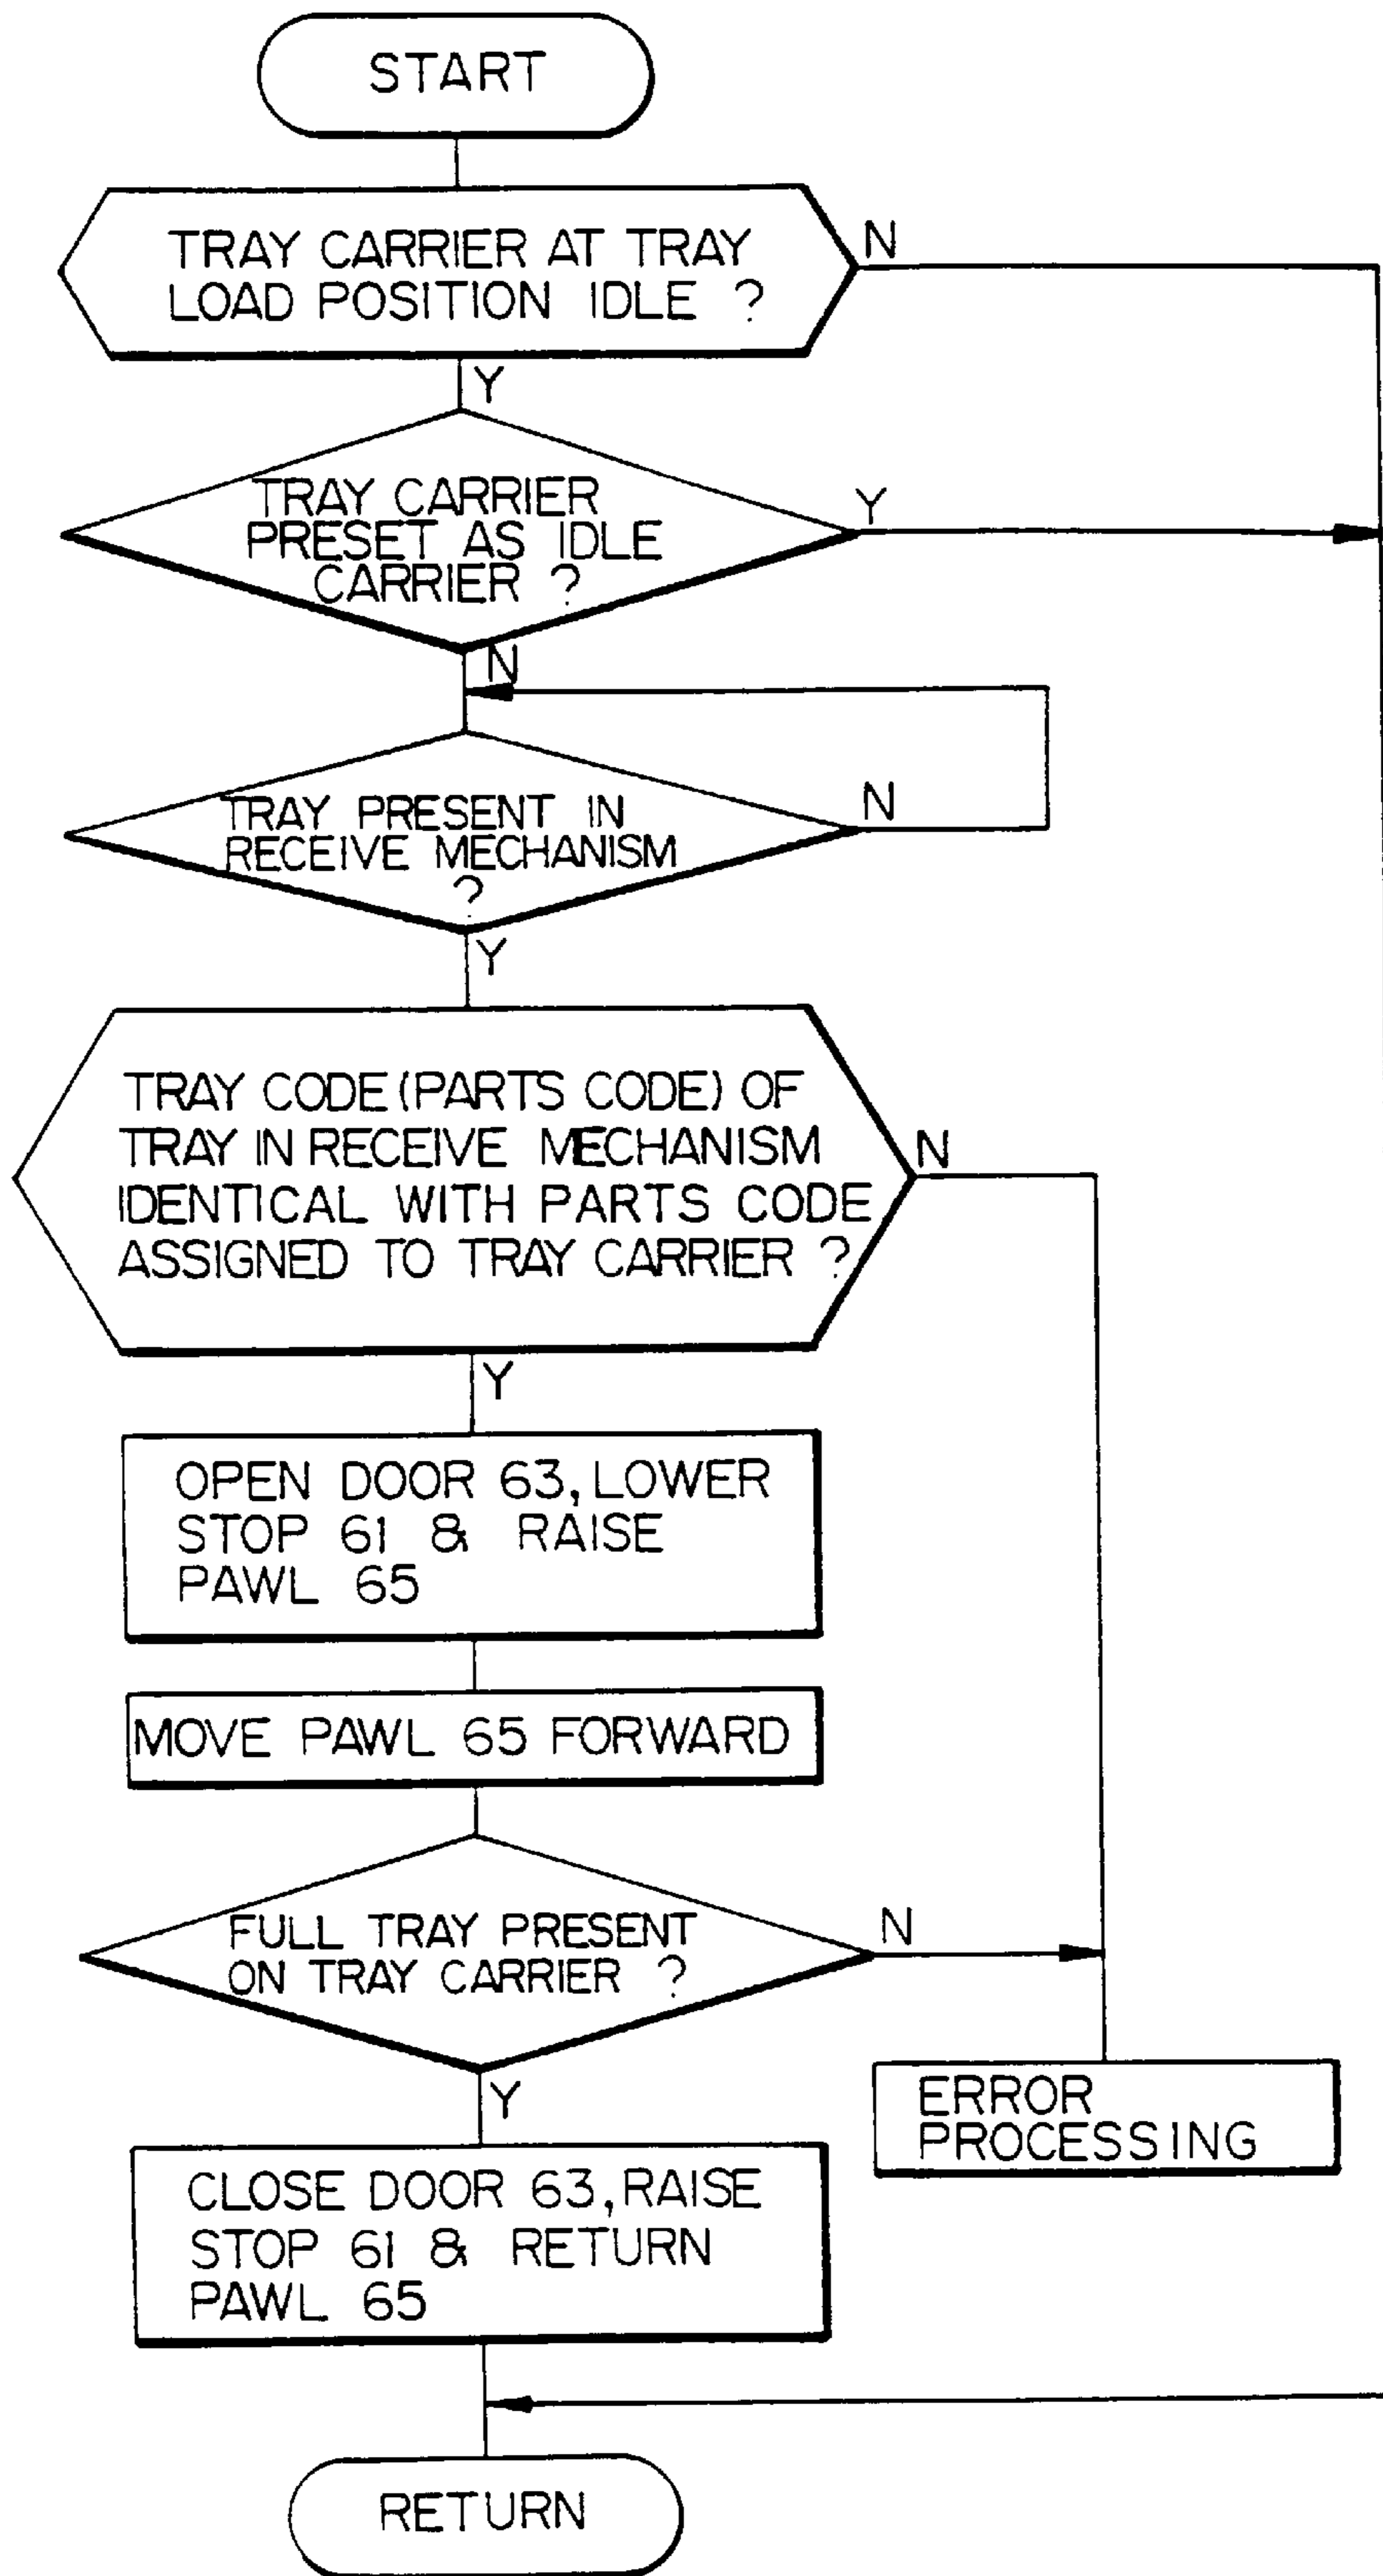 START
TRAY CARRIER AT TRAY
LOAD POSITION IDLE ?
N
Y
TRAY CARRIER
PRESET AS IDLE
CARRIER ?
Y
N
TRAY PRESENT IN
RECEIVE MECHANISM
?
N
Y
TRAY CODE (PARTS CODE) OF
TRAY IN RECEIVE MECHANISM
IDENTICAL WITH PARTS CODE
ASSIGNED TO TRAY CARRIER ?
N
Y
OPEN DOOR 63, LOWER
STOP 61 & RAISE
PAWL 65
MOVE PAWL 65 FORWARD
FULL TRAY PRESENT
ON TRAY CARRIER ?
N
Y
ERROR
PROCESSING
CLOSE DOOR 63, RAISE
STOP 61 & RETURN
PAWL 65
RETURN